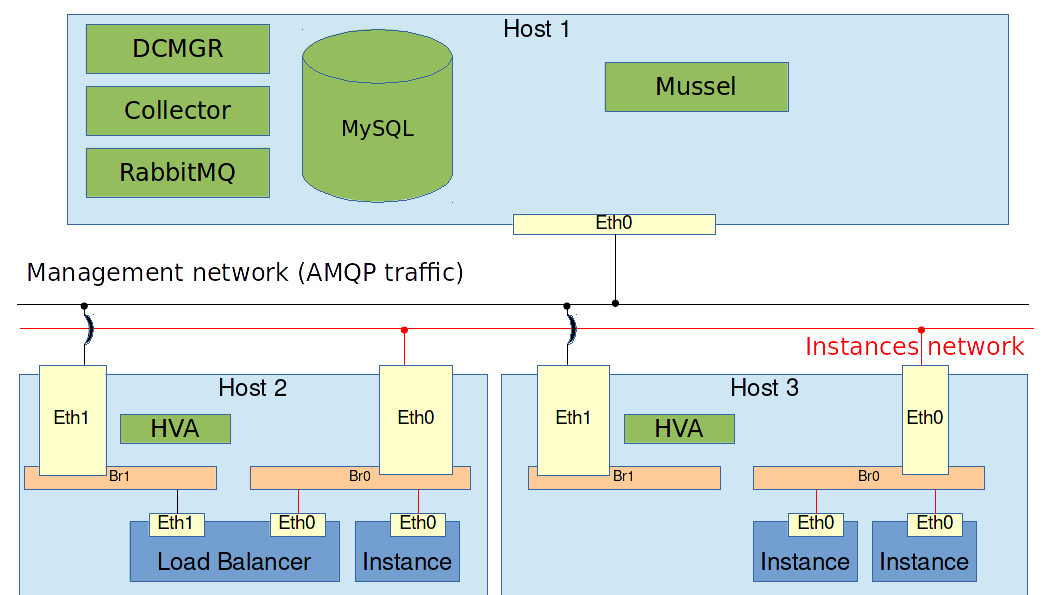 Host 1
DCMGR
Collector
RabbitMQ
MySQL
Mussel
Eth0
Management network (AMQP traffic)
Instances network
Host 2
Eth1
HVA
Eth0
Br1
Br0
Eth1
Eth0
Eth0
Load Balancer
Instance
Host 3
Eth1
HVA
Eth0
Br1
Br0
Eth0
Eth0
Instance
Instance